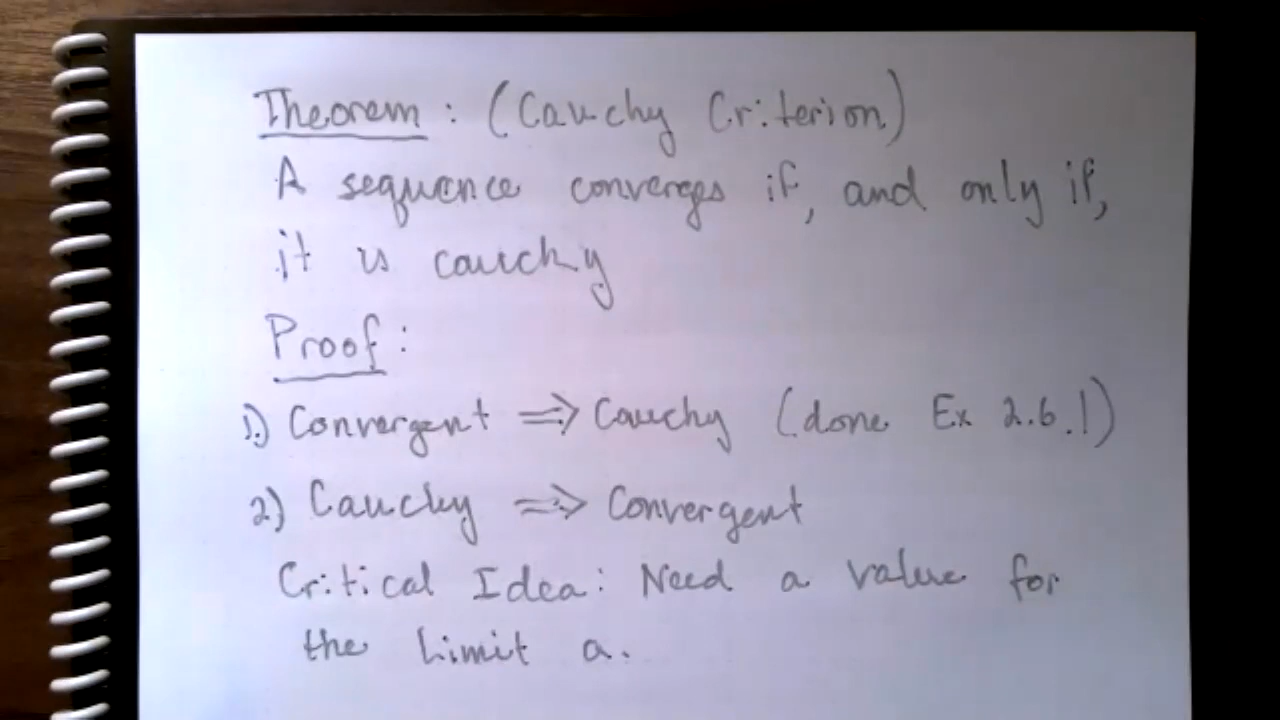 Theorem : (Cauchy Criterion)
A sequence converges if, and only if,
it is cauchy
Proof :
1.) Convergent ⇒ Cauchy (done Ex 2.6.1)
2) Cauchy ⇒ Convergent
Critical Idea: Need a value for
the limit a.